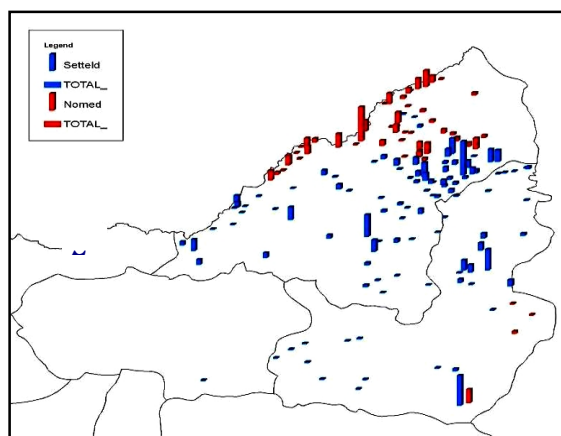 Legend
Setteld
TOTAL_
Nomed
TOTAL_